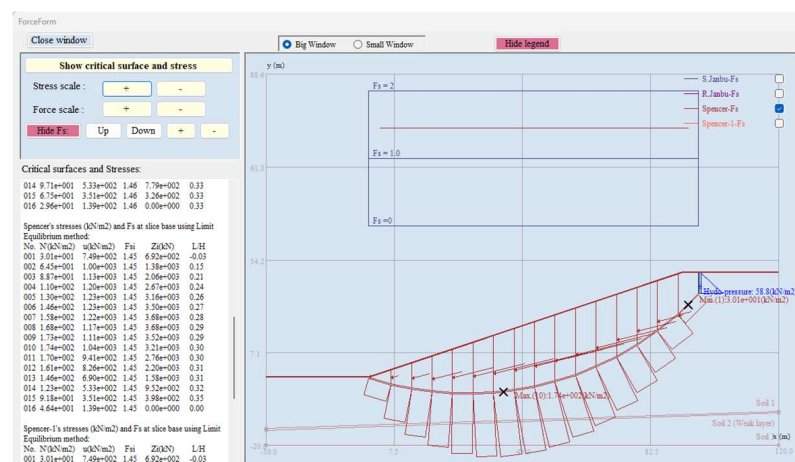 ForceForm
Close window
Big Window
Small Window
Hide legend
Show critical surface and stress
Stress scale :
+
-
Force scale :
+
-
Hide Fs:
Up
Down
+
-
Critical surfaces and Stresses:
014 9.71e+001 5.33e+002 1.46 7.79e+002 0.33
015 6.75e+001 3.51e+002 1.46 3.26e+002 0.33
016 2.96e+001 1.39e+002 1.46 0.00e+000 0.33
Spencer's stresses (kN/m2) and Fs at slice base using Limit
Equilibrium method:
No. N'(kN/m2) u(kN/m2) Fsi Zi(kN) L/H
001 3.01e+001 7.49e+002 1.45 6.92e+002 -0.03
002 6.45e+001 1.00e+003 1.45 1.38e+003 0.15
003 8.87e+001 1.13e+003 1.45 2.06e+003 0.21
004 1.10e+002 1.20e+003 1.45 2.67e+003 0.24
005 1.30e+002 1.23e+003 1.45 3.16e+003 0.26
006 1.46e+002 1.23e+003 1.45 3.50e+003 0.27
007 1.58e+002 1.22e+003 1.45 3.68e+003 0.28
008 1.68e+002 1.17e+003 1.45 3.68e+003 0.29
009 1.73e+002 1.11e+003 1.45 3.52e+003 0.29
010 1.74e+002 1.04e+003 1.45 3.21e+003 0.30
011 1.70e+002 9.41e+002 1.45 2.76e+003 0.30
012 1.61e+002 8.26e+002 1.45 2.20e+003 0.31
013 1.46e+002 6.90e+002 1.45 1.58e+003 0.31
014 1.23e+002 5.33e+002 1.45 9.52e+002 0.32
015 9.18e+001 3.51e+002 1.45 3.98e+002 0.35
016 4.64e+001 1.39e+002 1.45 0.00e+000 0.00
Spencer-1's stresses (kN/m2) and Fs at slice base using Limit
Equilibrium method:
No. N'(kN/m2) u(kN/m2) Fsi Zi(kN) L/H
001 3.01e+001 7.49e+002 1.45 6.92e+002 -0.03
y (m)
88.6
61.3
34.2
7.1
Fs = 2
Fs = 1.0
Fs =0
S.Janbu-Fs
R.Janbu-Fs
Spencer-Fs
Spencer-1-Fs
Hydo-pressure: 58.8(kN/m2
Min.(1):3.01e+001(kN/m2)
Max.(10):1.74e+002(kN/m2)
Soil 1
Soil 2 (Weak layer)
Soil
x (m)
-30.0
7.5
82.5
120.0